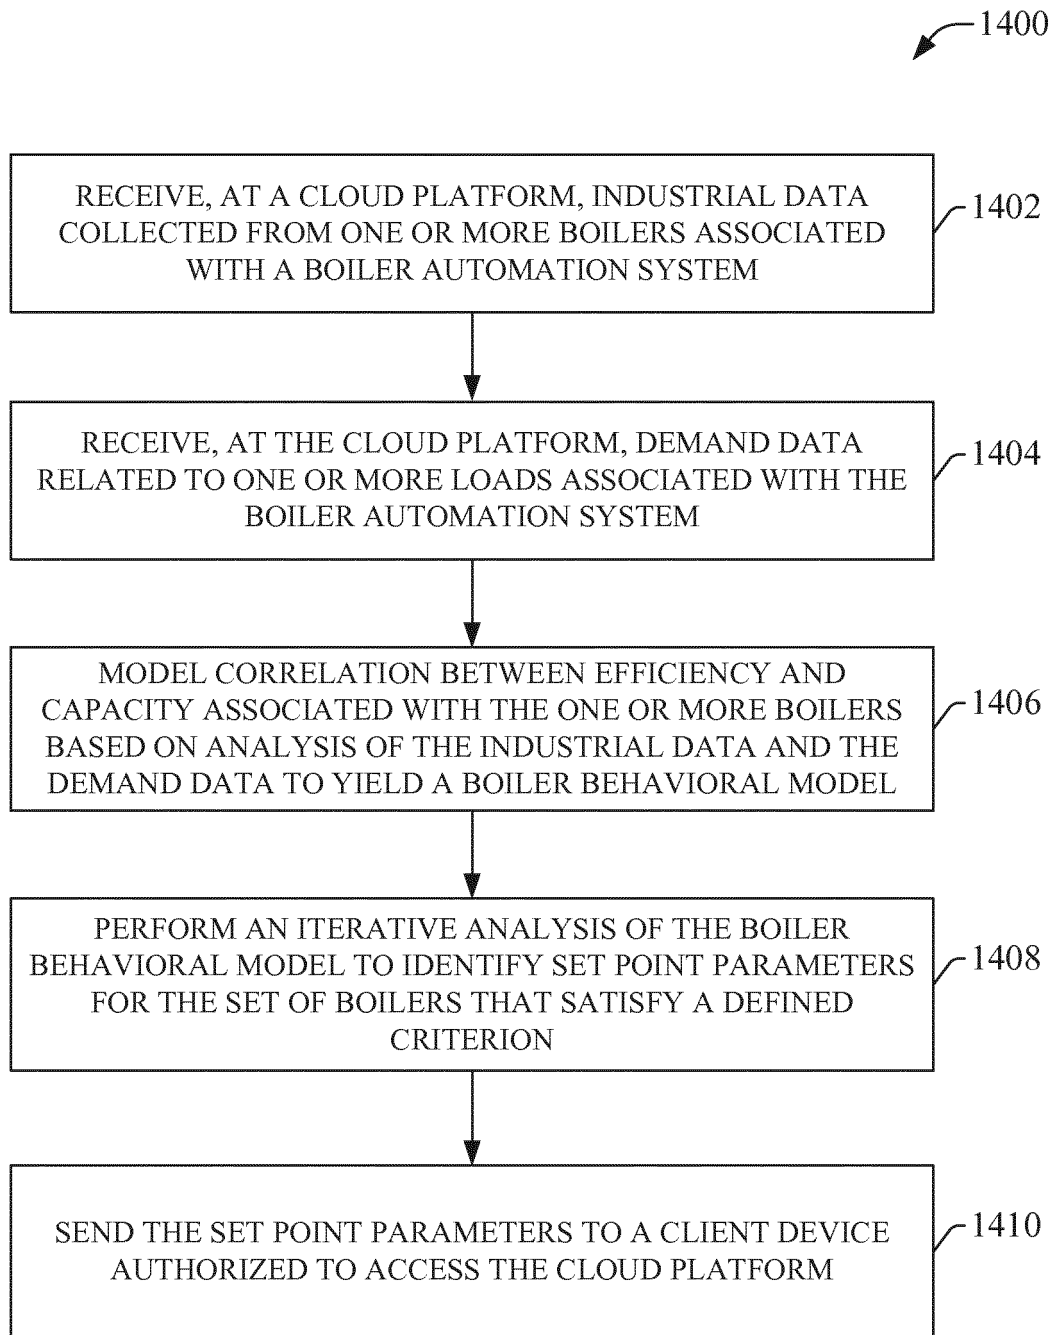 1400
RECEIVE, AT A CLOUD PLATFORM, INDUSTRIAL DATA
COLLECTED FROM ONE OR MORE BOILERS ASSOCIATED
WITH A BOILER AUTOMATION SYSTEM
1402
RECEIVE, AT THE CLOUD PLATFORM, DEMAND DATA
RELATED TO ONE OR MORE LOADS ASSOCIATED WITH THE
BOILER AUTOMATION SYSTEM
1404
MODEL CORRELATION BETWEEN EFFICIENCY AND
CAPACITY ASSOCIATED WITH THE ONE OR MORE BOILERS
BASED ON ANALYSIS OF THE INDUSTRIAL DATA AND THE
DEMAND DATA TO YIELD A BOILER BEHAVIORAL MODEL
1406
PERFORM AN ITERATIVE ANALYSIS OF THE BOILER
BEHAVIORAL MODEL TO IDENTIFY SET POINT PARAMETERS
FOR THE SET OF BOILERS THAT SATISFY A DEFINED
CRITERION
1408
SEND THE SET POINT PARAMETERS TO A CLIENT DEVICE
AUTHORIZED TO ACCESS THE CLOUD PLATFORM
1410